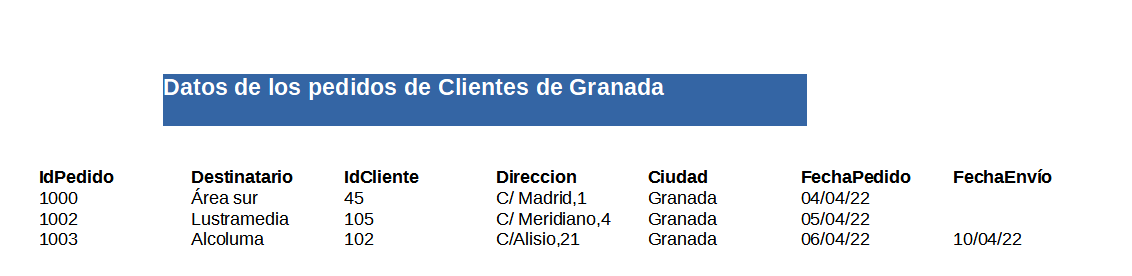 Datos de los pedidos de Clientes de Granada
IdPedido Destinatario IdCliente Direccion Ciudad FechaPedido FechaEnvío
1000 Área sur 45 C/ Madrid,1 Granada 04/04/22
1002 Lustramedia 105 C/ Meridiano,4 Granada 05/04/22
1003 Alcoluma 102 C/Alisio,21 Granada 06/04/22 10/04/22